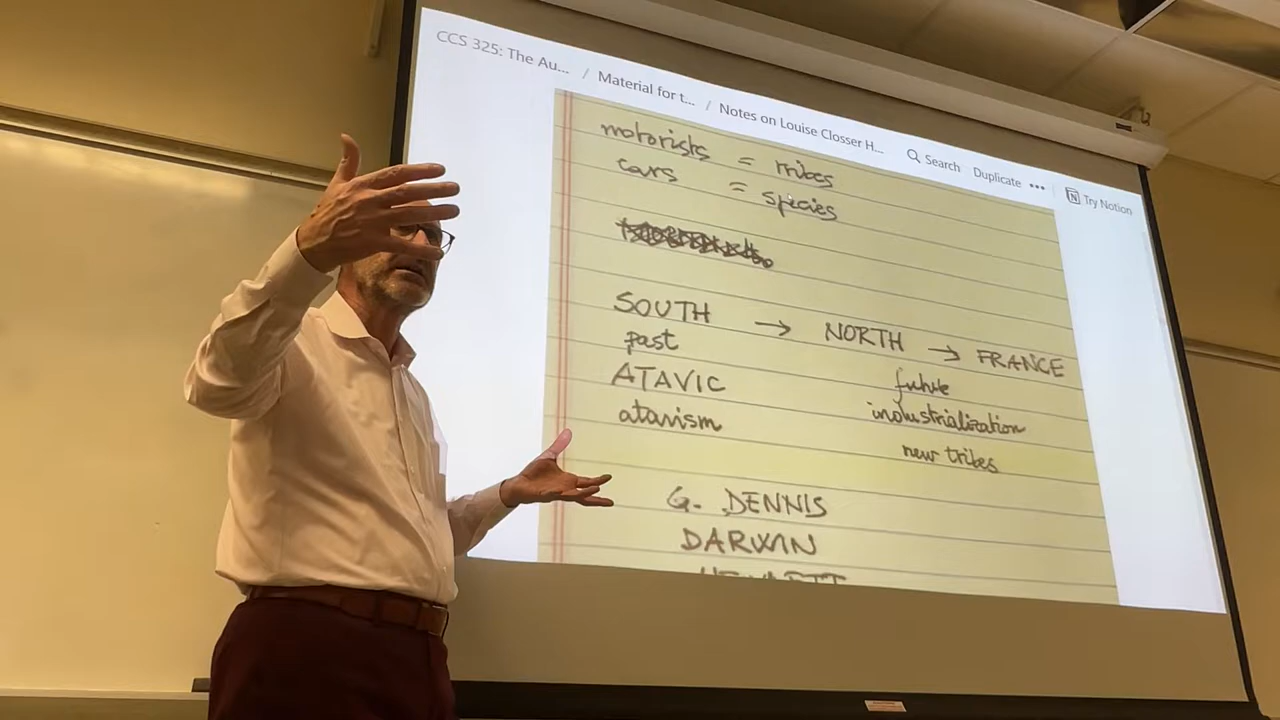 CCS 325: The Au... / Material for t... / Notes on Louise Closser H... Search Duplicate ••• Try Notion
motorists = tribes
cars = species
SOUTH → NORTH → FRANCE
past future
ATAVIC industrialization
atavism new tribes
G. DENNIS
DARWIN